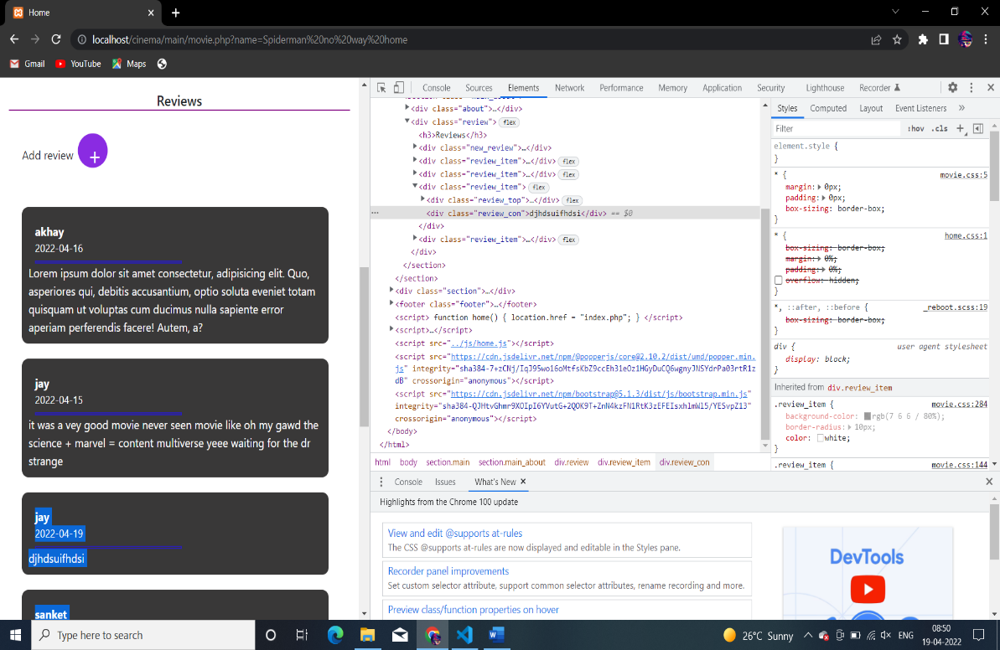 Home
localhost/cinema/main/movie.php?name=Spiderman%20no%20way%20home
Gmail YouTube Maps
Reviews
Add review +
akhay
2022-04-16
Lorem ipsum dolor sit amet consectetur, adipisicing elit. Quo,
asperiores qui, debitis accusantium, optio soluta eveniet totam
quisquam ut voluptas cum ducimus nulla sapiente error
aperiam perferendis facere! Autem, a?
jay
2022-04-15
it was a vey good movie never seen movie like oh my gawd the
science + marvel = content multiverse yeee waiting for the dr
strange
jay
2022-04-19
djhdsuifhdsi
sanket
Console Sources Elements Network Performance Memory Application Security Lighthouse Recorder
<div class="about">…</div>
<div class="review"> flex
<h3>Reviews</h3>
<div class="new_review">…</div>
<div class="review_item">…</div> flex
<div class="review_item">…</div> flex
<div class="review_item"> flex
<div class="review_top">…</div> flex
<div class="review_con">djhdsuifhdsi</div> == $0
</div>
<div class="review_item">…</div> flex
</div>
</section>
</section>
<div class="section">…</div>
<footer class="footer">…</footer>
<script> function home() { location.href = "index.php"; } </script>
<script>…</script>
<script src="../js/home.js"></script>
<script src="https://cdn.jsdelivr.net/npm/@popperjs/core@2.10.2/dist/umd/popper.min.
js" integrity="sha384-7+zCNj/IqJ95wo16oMtfsKbZ9ccEh31eOz1HGyDuCQ6wgnyJNSYdrPa03rtR1z
dB" crossorigin="anonymous"></script>
<script src="https://cdn.jsdelivr.net/npm/bootstrap@5.1.3/dist/js/bootstrap.min.js"
integrity="sha384-QJHtvGhmr9XOIpI6YVutG+2QOK9T+ZnN4kzFN1RtK3zEFEIsxhlmWl5/YESvpZ13"
crossorigin="anonymous"></script>
</body>
</html>
html body section.main section.main_about div.review div.review_item div.review_con
Styles Computed Layout Event Listeners »
Filter :hov .cls +
element.style {
}
* { movie.css:5
margin: 0px;
padding: 0px;
box-sizing: border-box;
}
* { home.css:1
box-sizing: border-box;
margin: 0%;
padding: 0%;
overflow: hidden;
}
*, ::after, ::before { _reboot.scss:19
box-sizing: border-box;
}
div { user agent stylesheet
display: block;
}
Inherited from div.review_item
.review_item { movie.css:284
background-color: rgb(7 6 6 / 80%);
border-radius: 10px;
color: white;
}
.review_item { movie.css:144
Console Issues What's New
Highlights from the Chrome 100 update
View and edit @supports at-rules
The CSS @supports at-rules are now displayed and editable in the Styles pane.
Recorder panel improvements
Set custom selector attribute, support common selector attributes, rename recording and more.
Preview class/function properties on hover
DevTools
Type here to search
26°C Sunny
ENG
08:50
19-04-2022